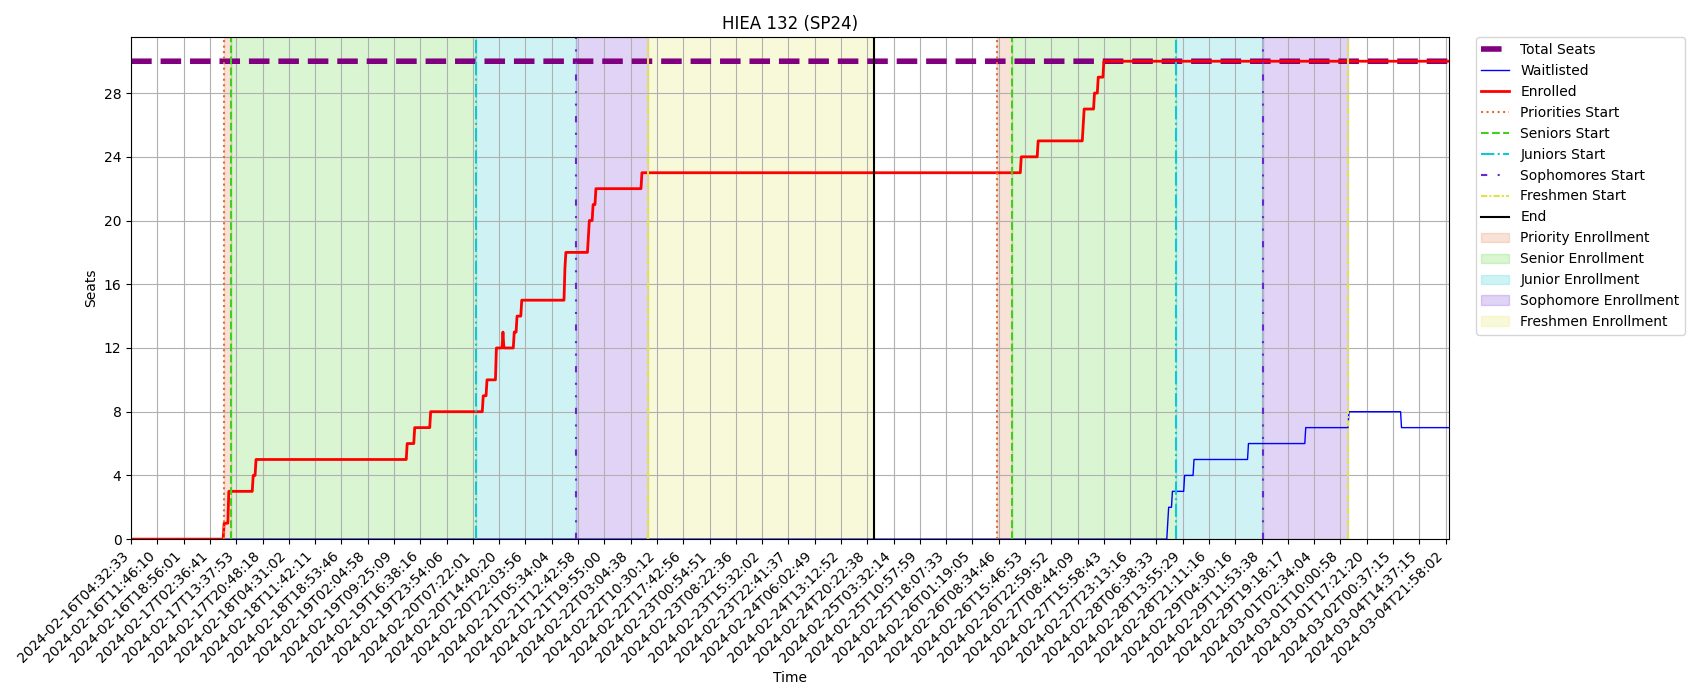 HIEA 132 (SP24)
Total Seats
Waitlisted
Enrolled
Priorities Start
Seniors Start
Juniors Start
Sophomores Start
Freshmen Start
End
Priority Enrollment
Senior Enrollment
Junior Enrollment
Sophomore Enrollment
Freshmen Enrollment
Seats
28
24
20
16
12
8
4
0
2024-02-16T04:32:33
2024-02-16T11:46:10
2024-02-16T18:56:01
2024-02-17T02:36:41
2024-02-17T13:37:53
2024-02-17T20:48:18
2024-02-18T04:31:02
2024-02-18T11:42:11
2024-02-18T18:53:46
2024-02-19T02:04:58
2024-02-19T09:25:09
2024-02-19T16:38:16
2024-02-19T23:54:06
2024-02-20T07:22:01
2024-02-20T14:40:20
2024-02-20T22:03:56
2024-02-21T05:34:04
2024-02-21T12:42:58
2024-02-21T19:55:00
2024-02-22T03:04:38
2024-02-22T10:30:12
2024-02-22T17:42:56
2024-02-23T00:54:51
2024-02-23T08:22:36
2024-02-23T15:32:02
2024-02-23T22:41:37
2024-02-24T06:02:49
2024-02-24T13:12:52
2024-02-24T20:22:38
2024-02-25T03:32:14
2024-02-25T10:57:59
2024-02-25T18:07:33
2024-02-26T01:19:05
2024-02-26T08:34:46
2024-02-26T15:46:53
2024-02-26T22:59:52
2024-02-27T08:44:09
2024-02-27T15:58:43
2024-02-27T23:13:16
2024-02-28T06:38:33
2024-02-28T13:55:29
2024-02-28T21:11:16
2024-02-29T04:30:16
2024-02-29T11:53:38
2024-02-29T19:18:17
2024-03-01T02:34:04
2024-03-01T10:00:58
2024-03-01T17:21:20
2024-03-02T00:37:15
2024-03-04T14:37:15
2024-03-04T21:58:02
Time